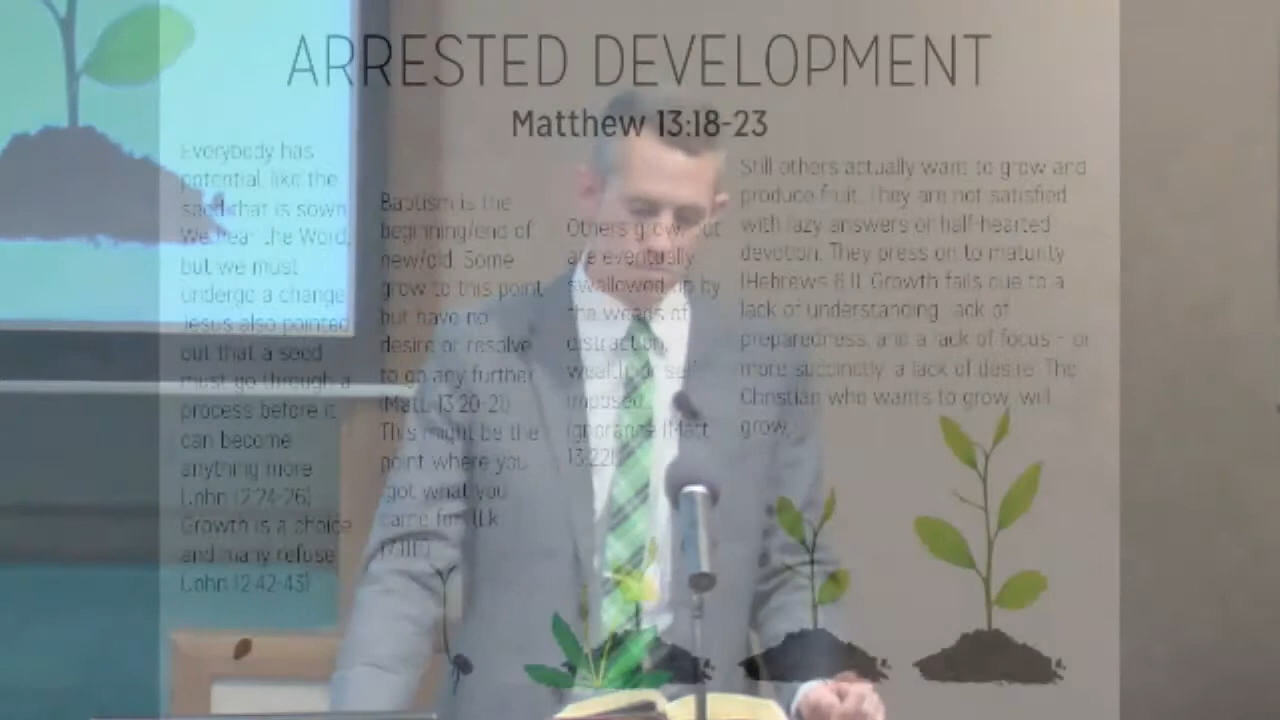 ARRESTED DEVELOPMENT
Matthew 13:18-23
Everybody has
potential, like the
seed that is sown.
We hear the Word,
but we must
undergo a change.
Jesus also pointed
out that a seed
must go through a
process before it
can become
anything more
(John 12:24-26).
Growth is a choice
and many refuse
(John 12:42-43).
Baptism is the
beginning/end of
new/old. Some
grow to this point
but have no
desire or resolve
to go any further
(Matt. 13:20-21).
This might be the
point where you
"got what you
came for" (Lk.
17:11f).
Others grow, but
are eventually
swallowed up by
the weeds of
distraction,
wealth, or self
imposed
ignorance (Matt.
13:22).
Still others actually want to grow and
produce fruit. They are not satisfied
with lazy answers or half-hearted
devotion. They press on to maturity
(Hebrews 6:1). Growth fails due to a
lack of understanding, lack of
preparedness, and a lack of focus - or
more succinctly, a lack of desire. The
Christian who wants to grow, will
grow.